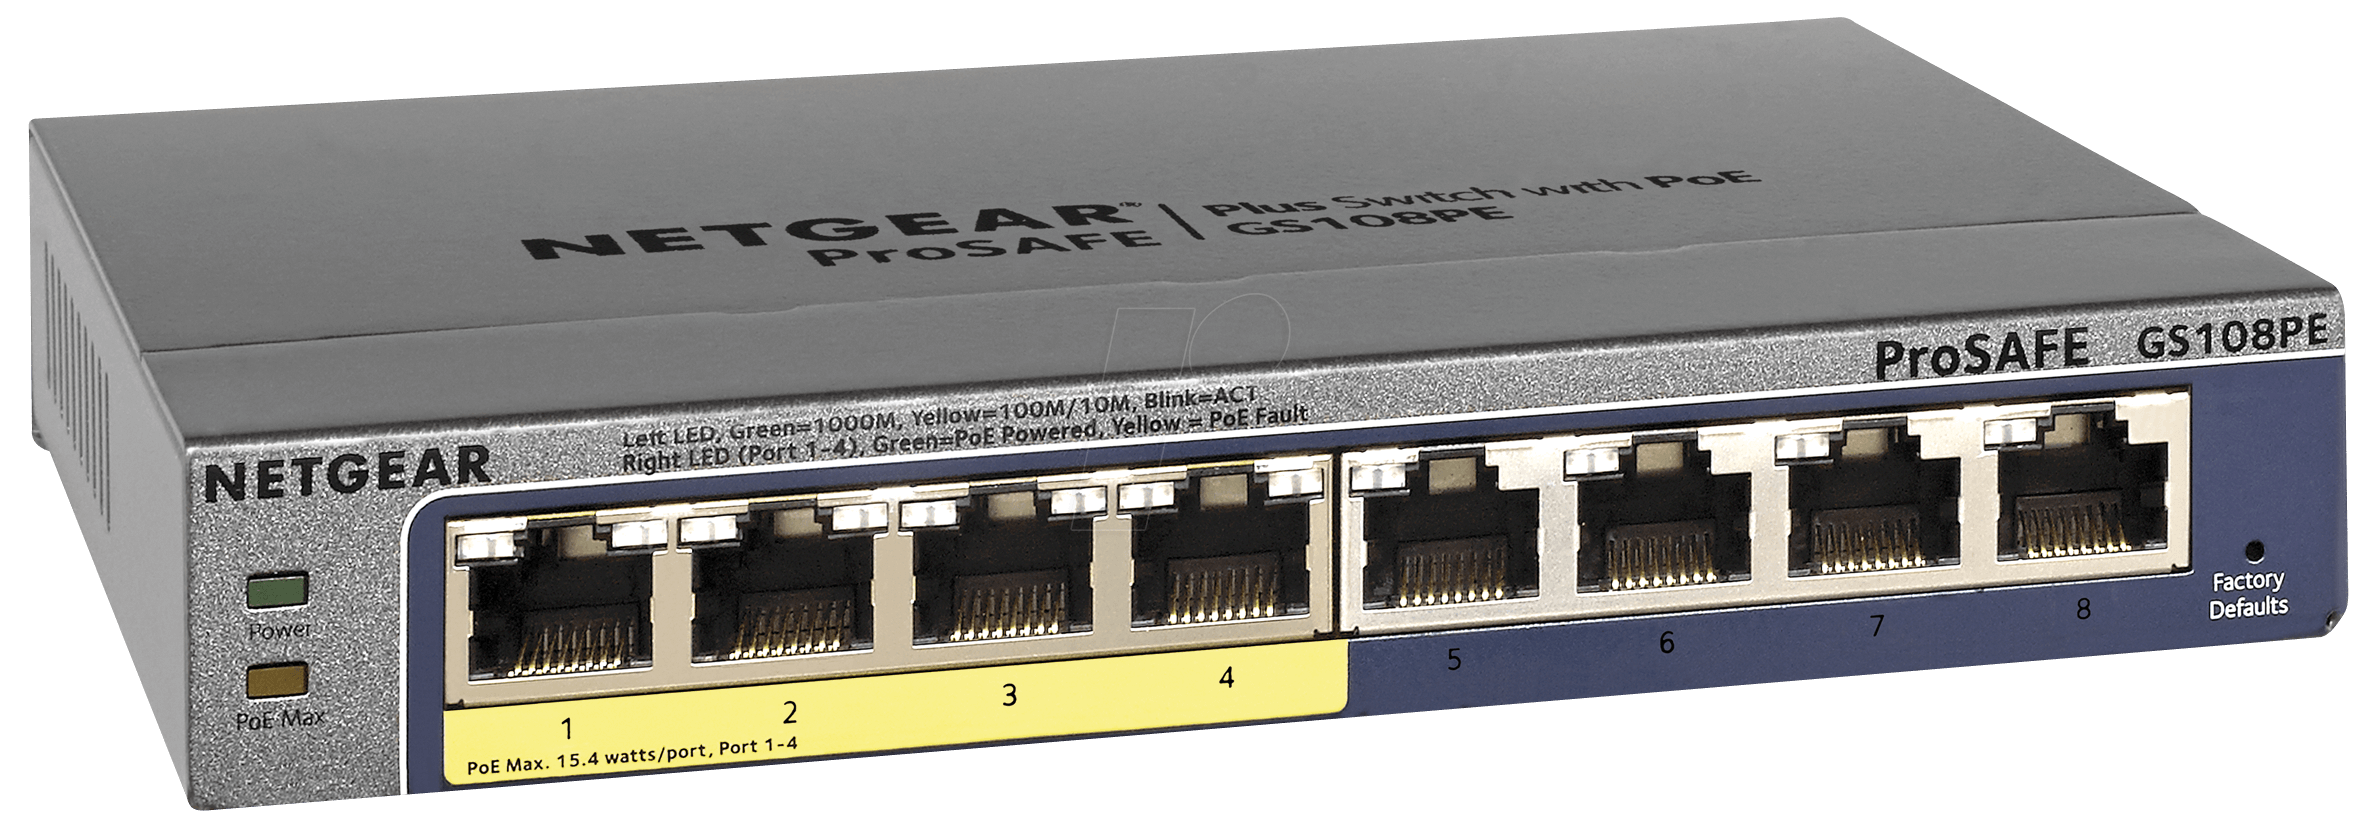 NETGEAR® | Plus Switch with PoE
ProSAFE | GS108PE
ProSAFE GS108PE
Left LED, Green=1000M, Yellow=100M/10M, Blink=ACT
Right LED (Port 1-4), Green=PoE Powered, Yellow = PoE Fault
NETGEAR
Power
PoE Max
1 2 3 4 5 6 7 8
PoE Max. 15.4 watts/port, Port 1-4
Factory
Defaults